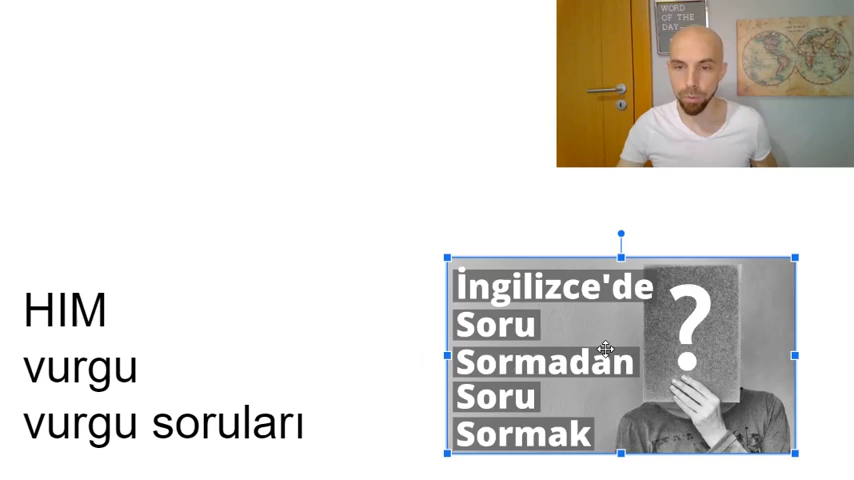 WORD
OF THE
DAY
HIM
vurgu
vurgu soruları
İngilizce'de
Soru
Sormadan
Soru
Sormak
?